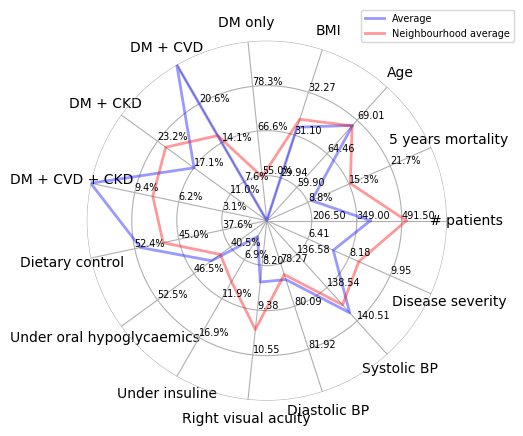 Average
Neighbourhood average
DM only
BMI
DM + CVD
Age
DM + CKD
5 years mortality
DM + CVD + CKD
# patients
Dietary control
Disease severity
Under oral hypoglycaemics
Systolic BP
Under insuline
Diastolic BP
Right visual acuity
206.50 349.00 491.50
8.8% 15.3% 21.7%
59.90 64.46 69.01
29.94 31.10 32.27
55.0% 66.6% 78.3%
7.6% 14.1% 20.6%
11.0% 17.1% 23.2%
3.1% 6.2% 9.4%
37.6% 45.0% 52.4%
40.5% 46.5% 52.5%
6.9% 11.9% 16.9%
8.20 9.38 10.55
78.27 80.09 81.92
136.58 138.54 140.51
6.41 8.18 9.95